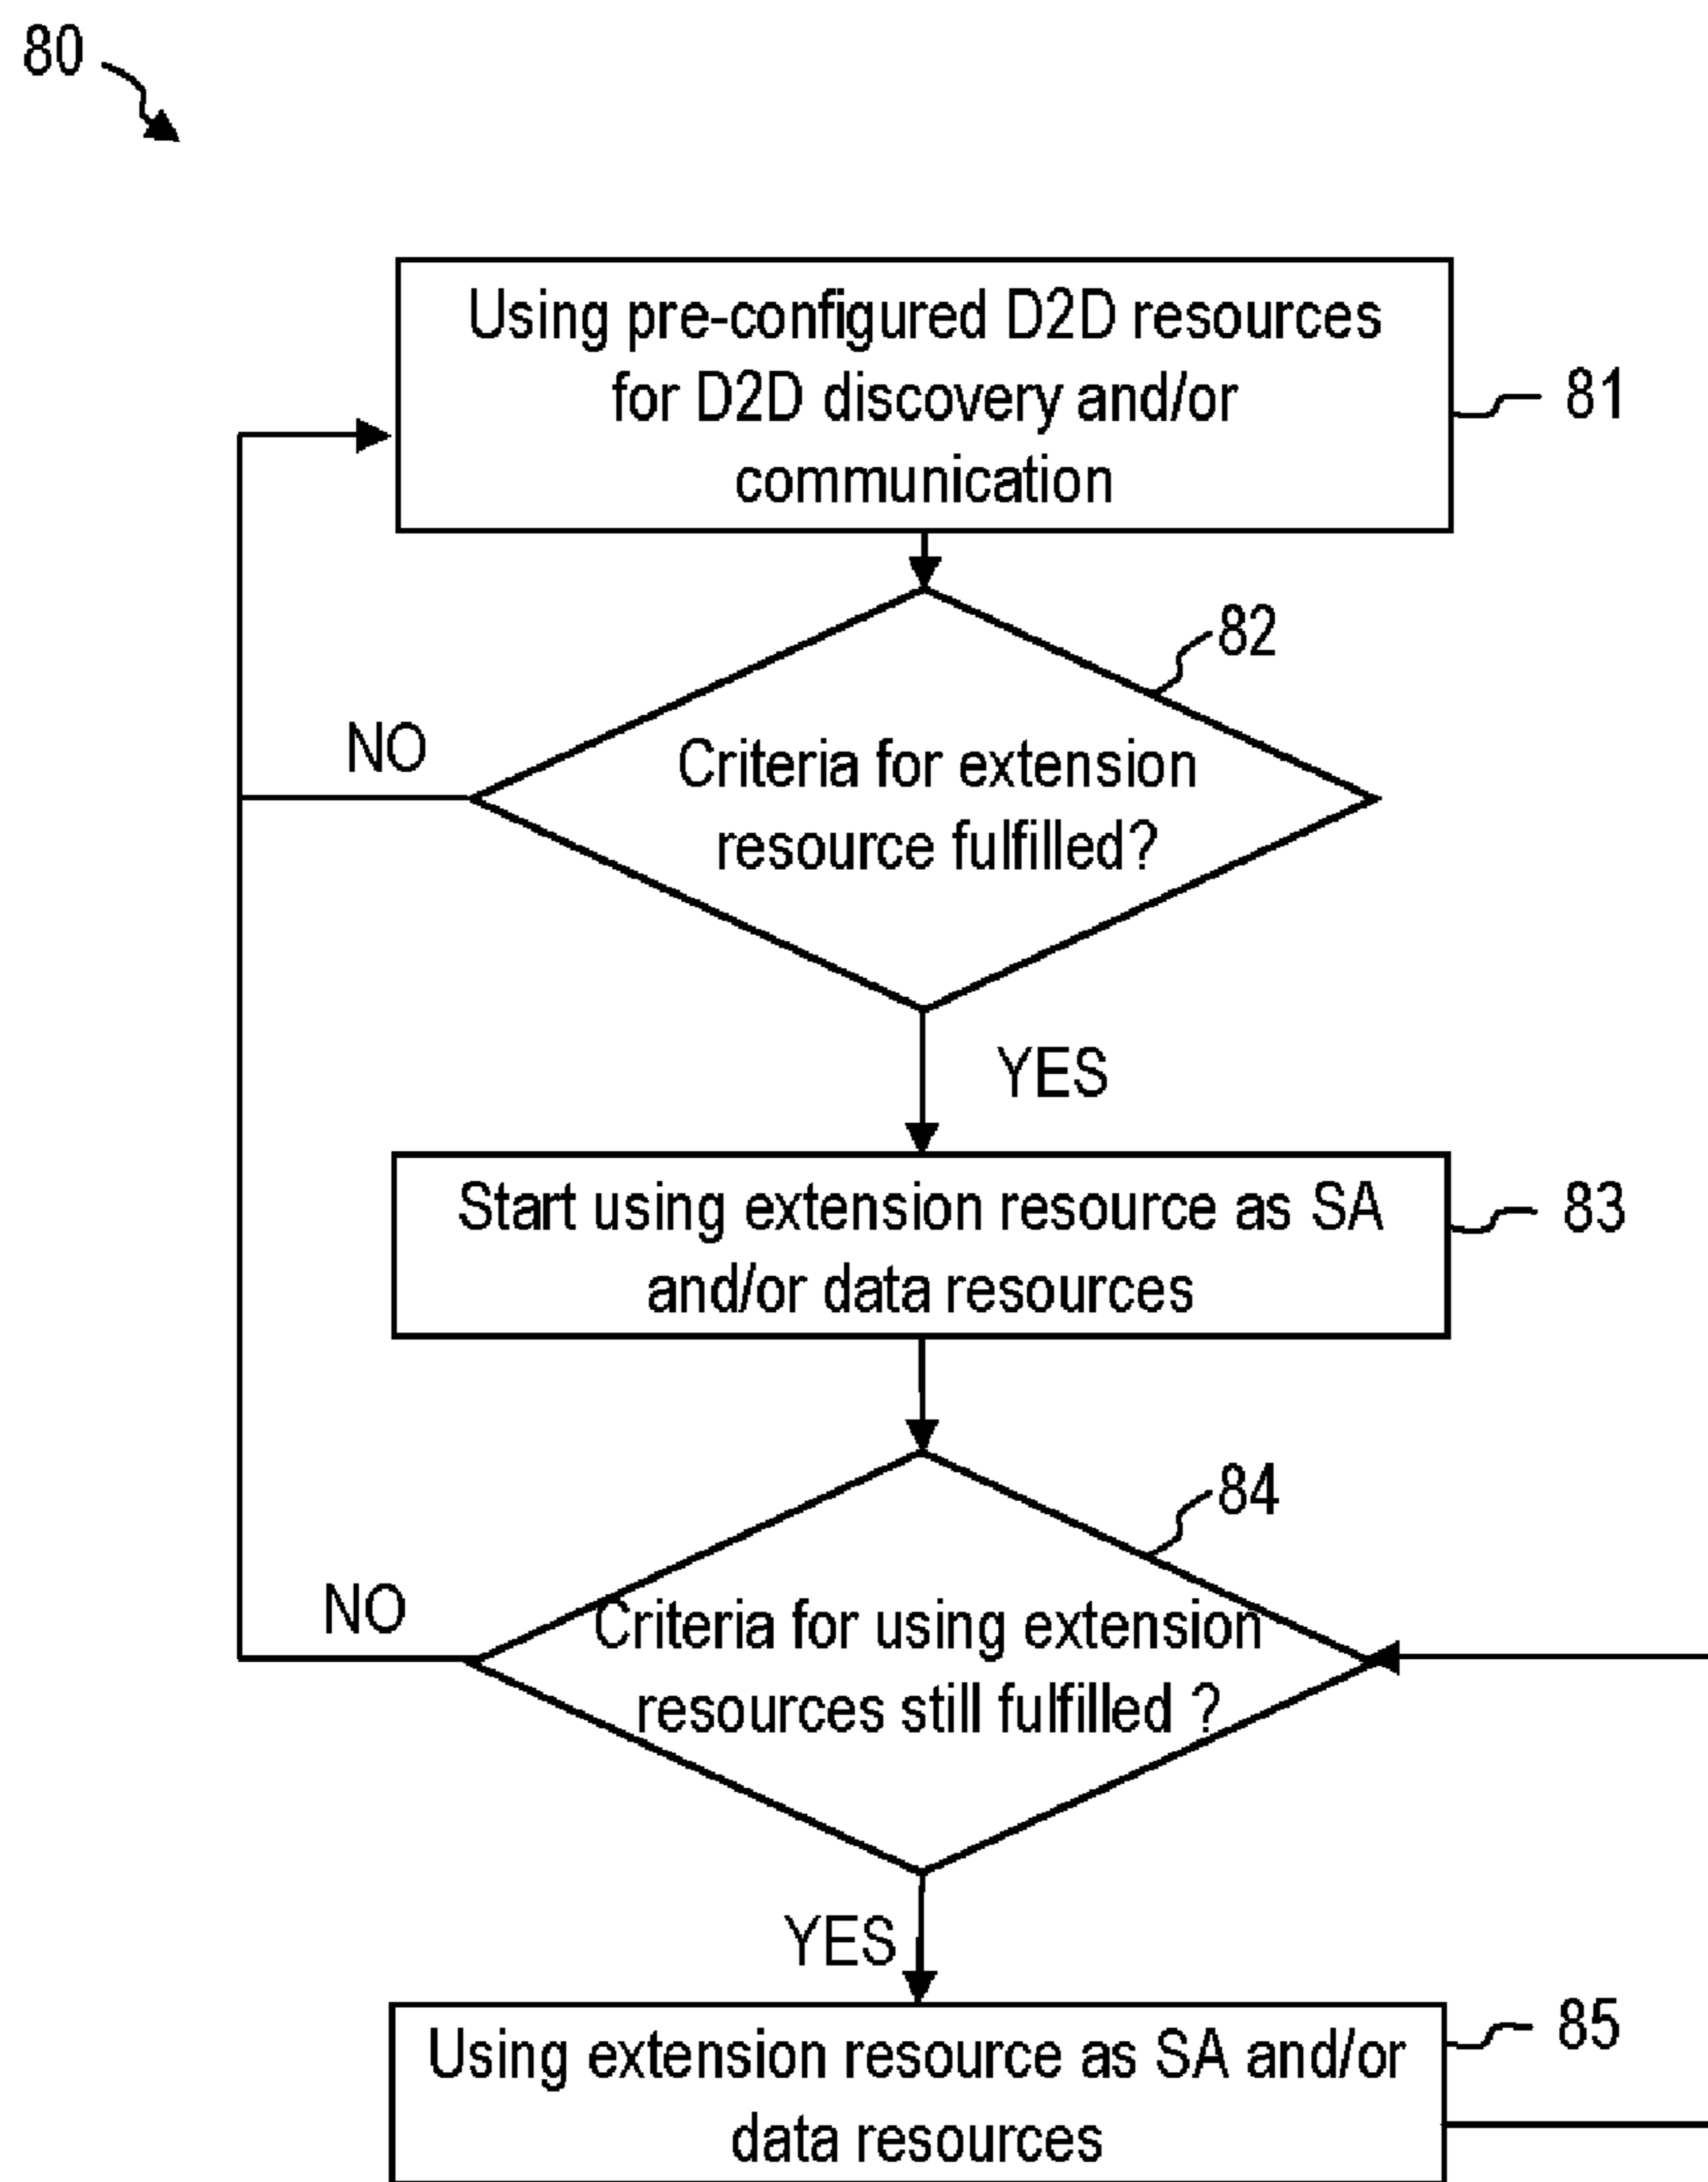 80
Using pre-configured D2D resources
for D2D discovery and/or
communication
81
82
Criteria for extension
resource fulfilled?
NO
YES
Start using extension resource as SA
and/or data resources
83
84
Criteria for using extension
resources still fulfilled ?
NO
YES
Using extension resource as SA and/or
data resources
85